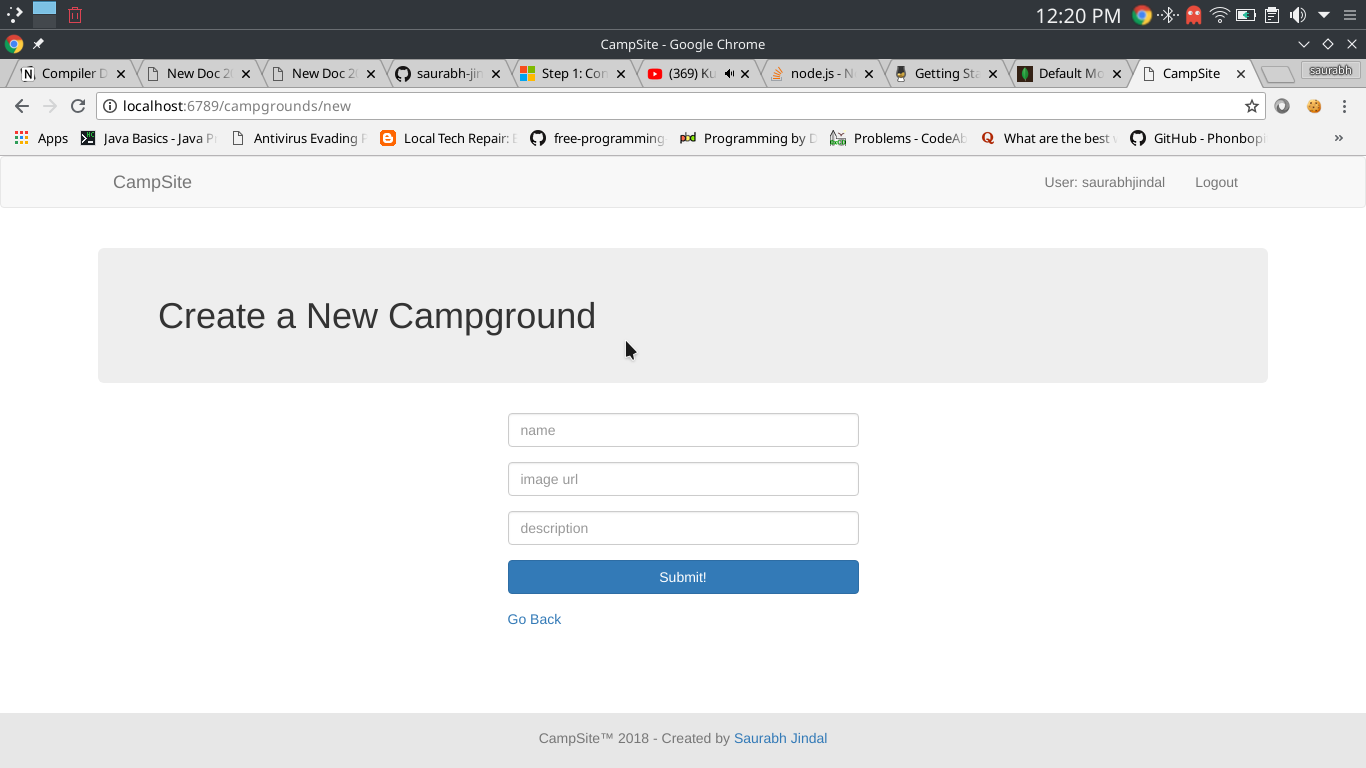 12:20 PM
CampSite - Google Chrome
Compiler D
New Doc 2
New Doc 20
saurabh-jin
Step 1: Con
(369) Ku
node.js - N
Getting Sta
Default Mo
CampSite
saurabh
localhost:6789/campgrounds/new
Apps
Java Basics - Java P
Antivirus Evading
Local Tech Repair:
free-programming
Programming by D
Problems - CodeAb
What are the best
GitHub - Phonbopi
»
CampSite
User: saurabhjindal
Logout
Create a New Campground
name
image url
description
Submit!
Go Back
CampSite™ 2018 - Created by Saurabh Jindal